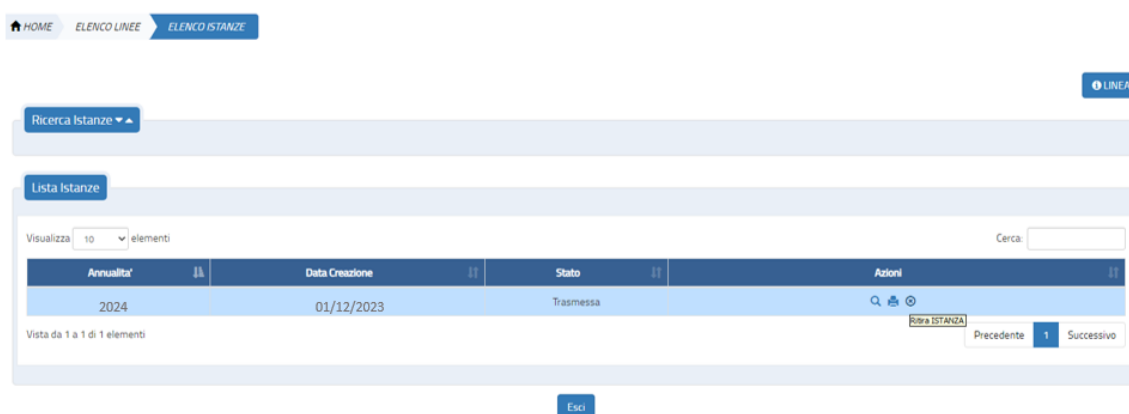 HOME ELENCO LINEE ELENCO ISTANZE
LINEA
Ricerca Istanze
Lista Istanze
Visualizza 10 elementi Cerca:
Annualita' Data Creazione Stato Azioni
2024 01/12/2023 Trasmessa
Ritira ISTANZA
Vista da 1 a 1 di 1 elementi Precedente 1 Successivo
Esci